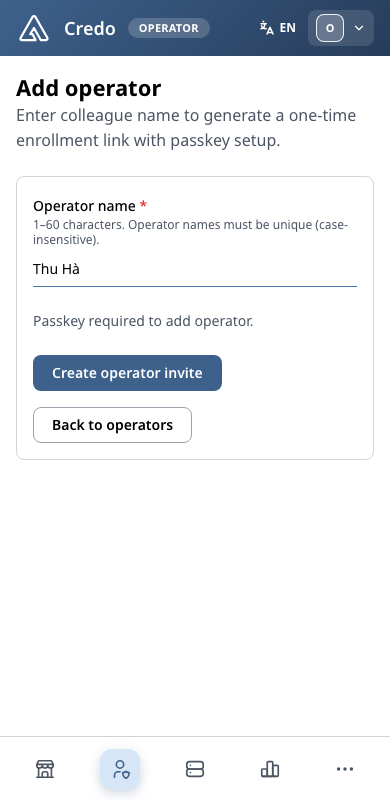 Credo
OPERATOR
EN
O
Add operator
Enter colleague name to generate a one-time
enrollment link with passkey setup.
Operator name *
1–60 characters. Operator names must be unique (case-
insensitive).
Thu Hà
Passkey required to add operator.
Create operator invite
Back to operators